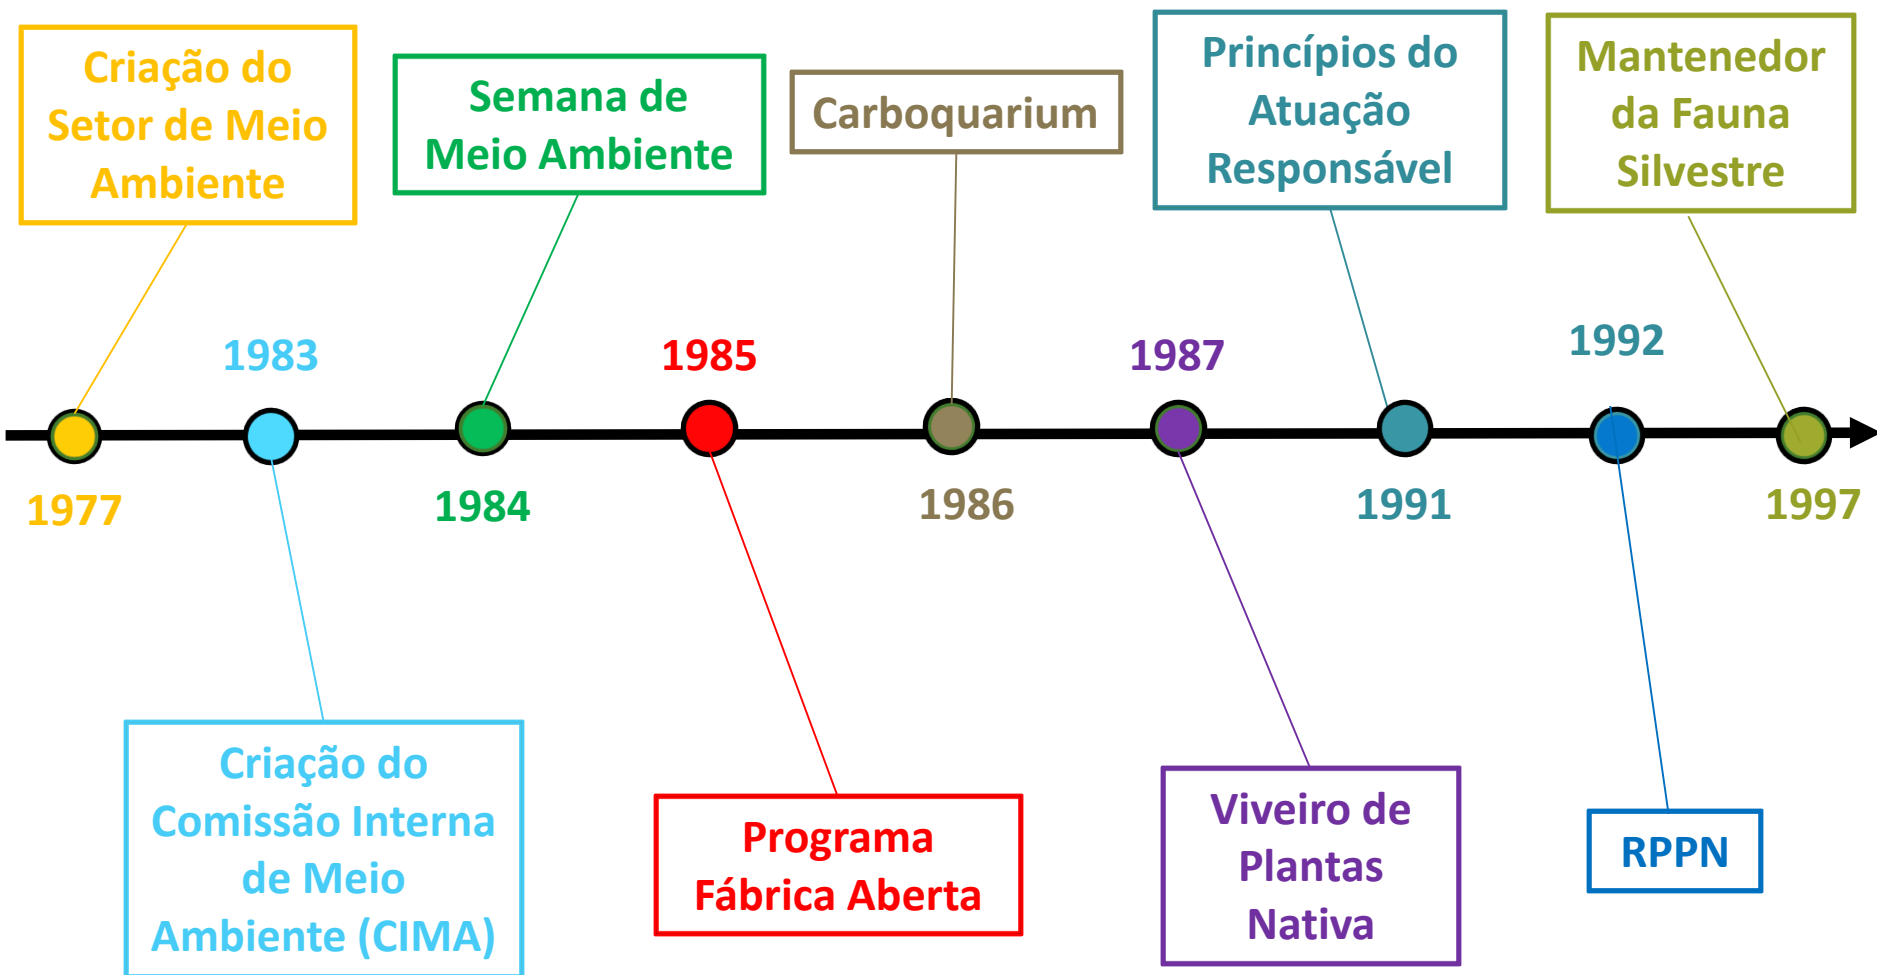 Criação do
Setor de Meio
Ambiente
Semana de
Meio Ambiente
Carboquarium
Princípios do
Atuação
Responsável
Mantenedor
da Fauna
Silvestre
1983
1985
1987
1992
1977
1984
1986
1991
1997
Criação do
Comissão Interna
de Meio
Ambiente (CIMA)
Programa
Fábrica Aberta
Viveiro de
Plantas
Nativa
RPPN